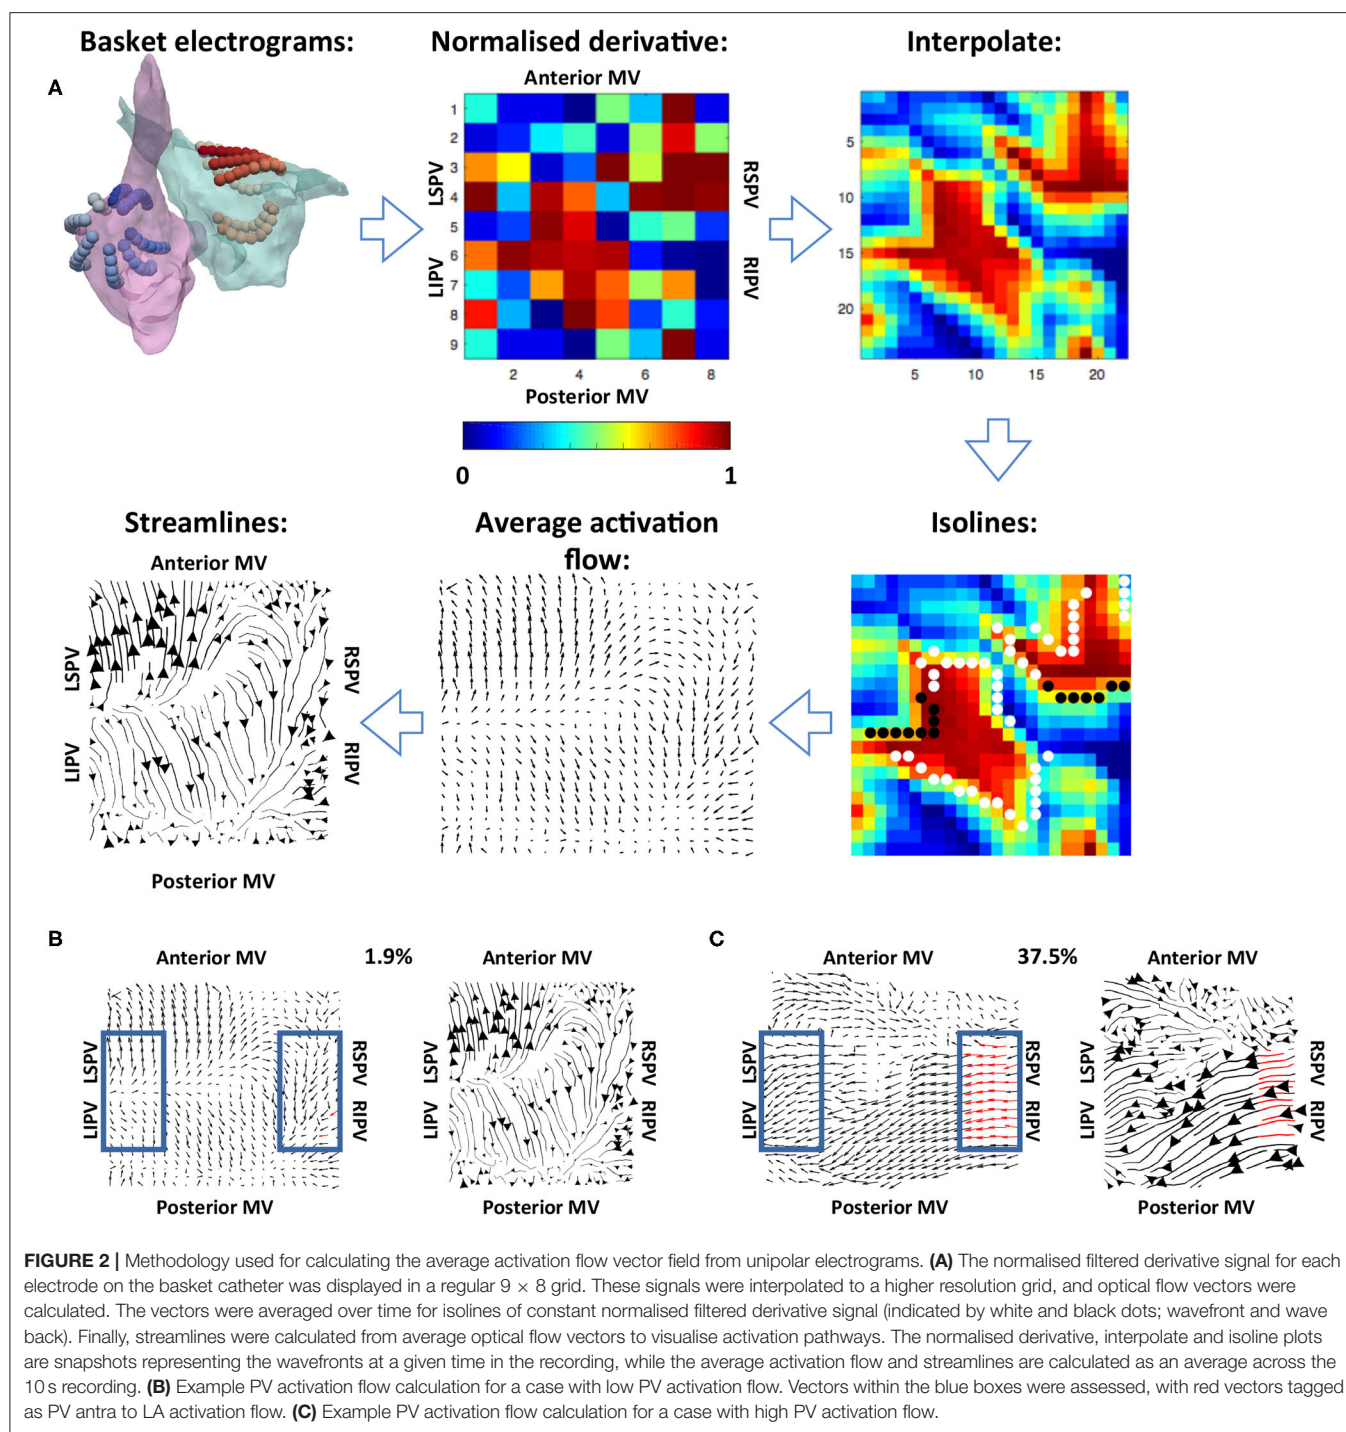 Basket electrograms:
Normalised derivative:
Interpolate:
A
Anterior MV
LSPV
LIPV
RSPV
RIPV
1
2
3
4
5
6
7
8
9
2 4 6 8
Posterior MV
0 1
5
10
15
20
5 10 15 20
Streamlines:
Average activation
flow:
Isolines:
Anterior MV
LSPV
LIPV
RSPV
RIPV
Posterior MV
B
Anterior MV
1.9%
Anterior MV
LSPV
LIPV
RSPV
RIPV
LSPV
LIPV
RSPV
RIPV
Posterior MV
Posterior MV
C
Anterior MV
37.5%
Anterior MV
LSPV
LIPV
RSPV
RIPV
LSPV
LIPV
RSPV
RIPV
Posterior MV
Posterior MV
FIGURE 2 | Methodology used for calculating the average activation flow vector field from unipolar electrograms. (A) The normalised filtered derivative signal for each
electrode on the basket catheter was displayed in a regular 9 × 8 grid. These signals were interpolated to a higher resolution grid, and optical flow vectors were
calculated. The vectors were averaged over time for isolines of constant normalised filtered derivative signal (indicated by white and black dots; wavefront and wave
back). Finally, streamlines were calculated from average optical flow vectors to visualise activation pathways. The normalised derivative, interpolate and isoline plots
are snapshots representing the wavefronts at a given time in the recording, while the average activation flow and streamlines are calculated as an average across the
10 s recording. (B) Example PV activation flow calculation for a case with low PV activation flow. Vectors within the blue boxes were assessed, with red vectors tagged
as PV antra to LA activation flow. (C) Example PV activation flow calculation for a case with high PV activation flow.